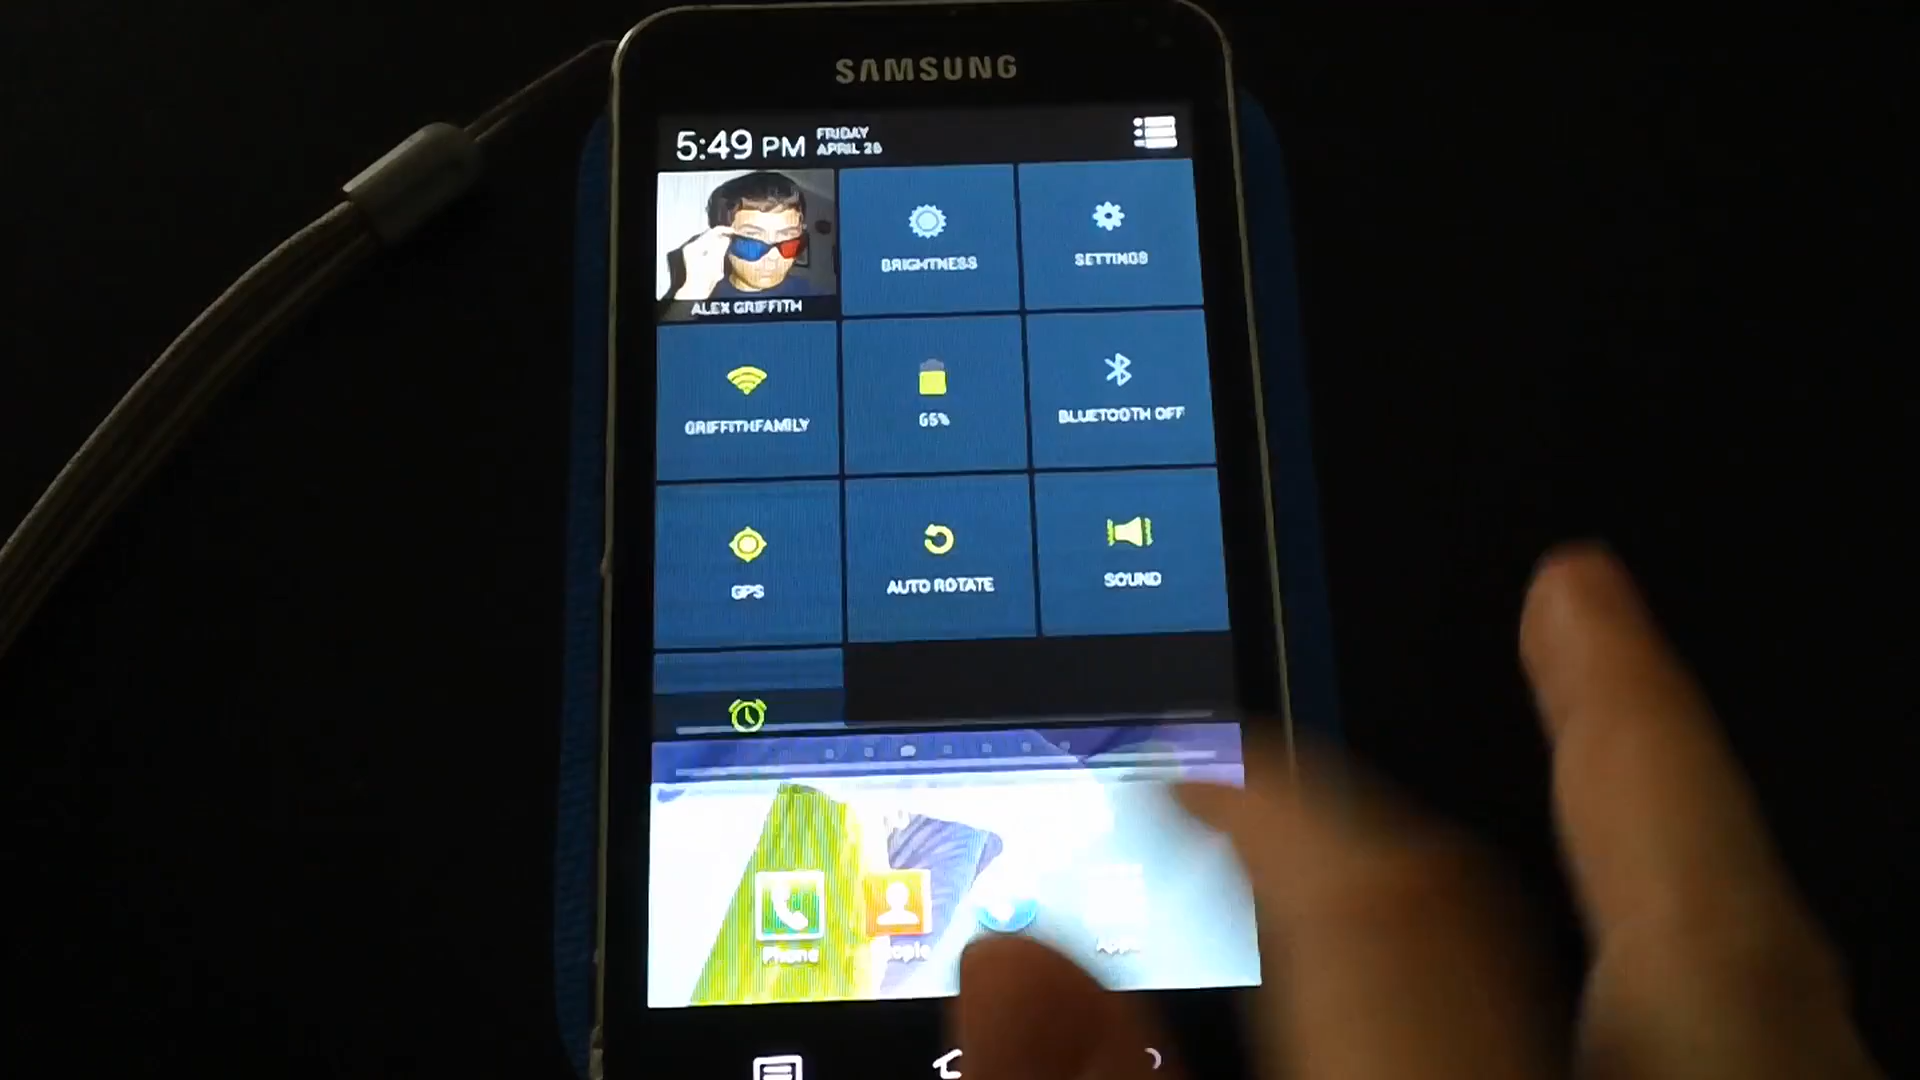 SAMSUNG
5:49 PM
FRIDAY
APRIL 26
ALEX GRIFFITH
BRIGHTNESS
SETTINGS
GRIFFITHFAMILY
65%
BLUETOOTH OFF
GPS
AUTO ROTATE
SOUND
Phone